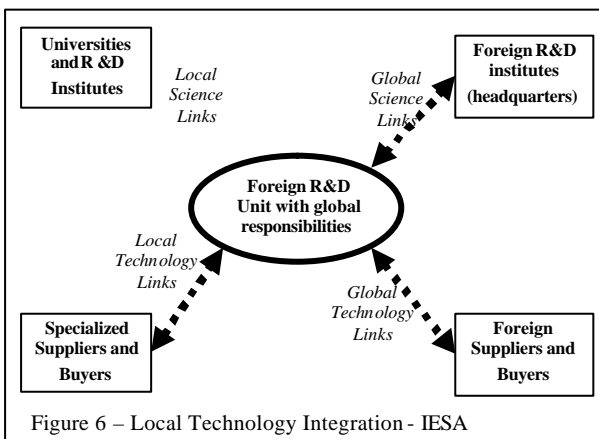 Universities
and R &D
Institutes
Local
Science
Links
Global
Science
Links
Foreign R&D
institutes
(headquarters)
Foreign R&D
Unit with global
responsibilities
Local
Technology
Links
Global
Technology
Links
Specialized
Suppliers and
Buyers
Foreign
Suppliers and
Buyers
Figure 6 – Local Technology Integration - IESA